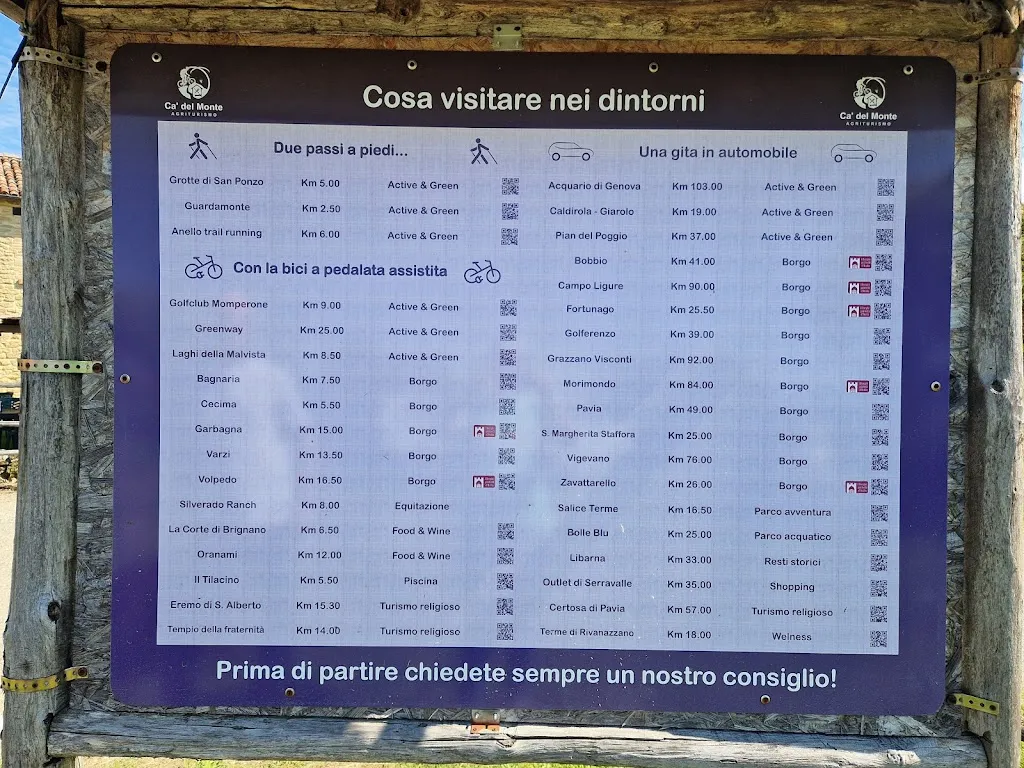 Ca' del Monte
AGRITURISMO
Cosa visitare nei dintorni
Ca' del Monte
AGRITURISMO
Due passi a piedi...
Grotte di San Ponzo Km 5.00 Active & Green
Guardamonte Km 2.50 Active & Green
Anello trail running Km 6.00 Active & Green
Con la bici a pedalata assistita
Golfclub Momperone Km 9.00 Active & Green
Greenway Km 25.00 Active & Green
Laghi della Malvista Km 8.50 Active & Green
Bagnaria Km 7.50 Borgo
Cecima Km 5.50 Borgo
Garbagna Km 15.00 Borgo
Varzi Km 13.50 Borgo
Volpedo Km 16.50 Borgo
Silverado Ranch Km 8.00 Equitazione
La Corte di Brignano Km 6.50 Food & Wine
Oranami Km 12.00 Food & Wine
Il Tilacino Km 5.50 Piscina
Eremo di S. Alberto Km 15.30 Turismo religioso
Tempio della fraternità Km 14.00 Turismo religioso
Una gita in automobile
Acquario di Genova Km 103.00 Active & Green
Caldirola - Giarolo Km 19.00 Active & Green
Pian del Poggio Km 37.00 Active & Green
Bobbio Km 41.00 Borgo
Campo Ligure Km 90.00 Borgo
Fortunago Km 25.50 Borgo
Golferenzo Km 39.00 Borgo
Grazzano Visconti Km 92.00 Borgo
Morimondo Km 84.00 Borgo
Pavia Km 49.00 Borgo
S. Margherita Staffora Km 25.00 Borgo
Vigevano Km 76.00 Borgo
Zavattarello Km 26.00 Borgo
Salice Terme Km 16.50 Parco avventura
Bolle Blu Km 25.00 Parco acquatico
Libarna Km 33.00 Resti storici
Outlet di Serravalle Km 35.00 Shopping
Certosa di Pavia Km 57.00 Turismo religioso
Terme di Rivanazzano Km 18.00 Welness
Prima di partire chiedete sempre un nostro consiglio!